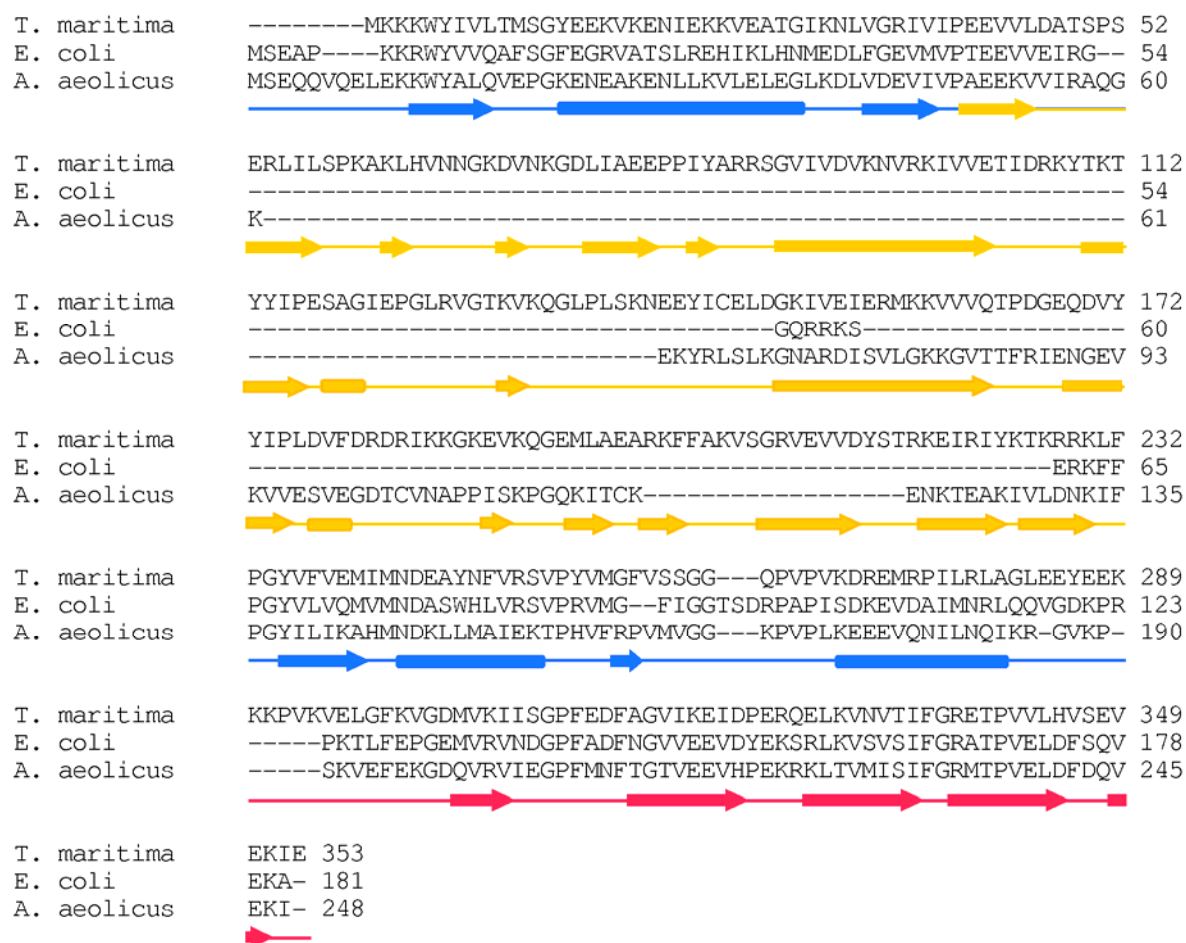 T. maritima --------MKKKWYIVLTMSGYEEKVKENIEKKVEATGIKNLVGRIVIPEEVVLDATSPS 52
E. coli MSEAP----KKRWYVVQAFSGFEGRVATSLREHIKLHNMEDLFGEVMVPTEEVVEIRG-- 54
A. aeolicus MSEQQVQELEKKWYALQVEPGKENEAKENLLKVLELEGLKDLVDEVIVPAEEKVVIRAQG 60
T. maritima ERLILSPKAKLHVNNGKDVNKGDLIAEEPPIYARRSGVIVDVKNVRKIVVETIDRKYTKT 112
E. coli ------------------------------------------------------------ 54
A. aeolicus K----------------------------------------------------------- 61
T. maritima YYIPESAGIEPGLRVGTKVKQGLPLSKNEEYICELDGKIVEIERMKKVVVQTPDGEQDVY 172
E. coli ------------------------------------GQRRKS------------------ 60
A. aeolicus ----------------------------EKYRLSLKGNARDISVLGKKGVTTFRIENGEV 93
T. maritima YIPLDVFDRDRIKKGKEVKQGEMLAEARKFFAKVSGRVEVVDYSTRKEIRIYKTKRRKLF 232
E. coli -------------------------------------------------------ERKFF 65
A. aeolicus KVVESVEGDTCVNAPPISKPGQKITCK------------------ENKTEAKIVLDNKIF 135
T. maritima PGYVFVEMIMNDEAYNFVRSVPYVMGFVSSGG---QPVPVKDREMRPILRLAGLEEYEEK 289
E. coli PGYVLVQMVMNDASWHLVRSVPRVMG--FIGGTSDRPAPISDKEVDAIMNRLQQVGDKPR 123
A. aeolicus PGYILIKAHMNDKLLMAIEKTPHVFRPVMVGG---KPVPLKEEEVQNILNQIKR-GVKP- 190
T. maritima KKPVKVELGFKVGDMVKIISGPFEDFAGVIKEIDPERQELKVNVTIFGRETPVVLHVSEV 349
E. coli -----PKTLFEPGEMVRVNDGPFADFNGVVEEVDYEKSRLKVSVSIFGRATPVELDFSQV 178
A. aeolicus -----SKVEFEKGDQVRVIEGPFMNFTGTVEEVHPEKRKLTVMISIFGRMTPVELDFDQV 245
T. maritima EKIE 353
E. coli EKA- 181
A. aeolicus EKI- 248